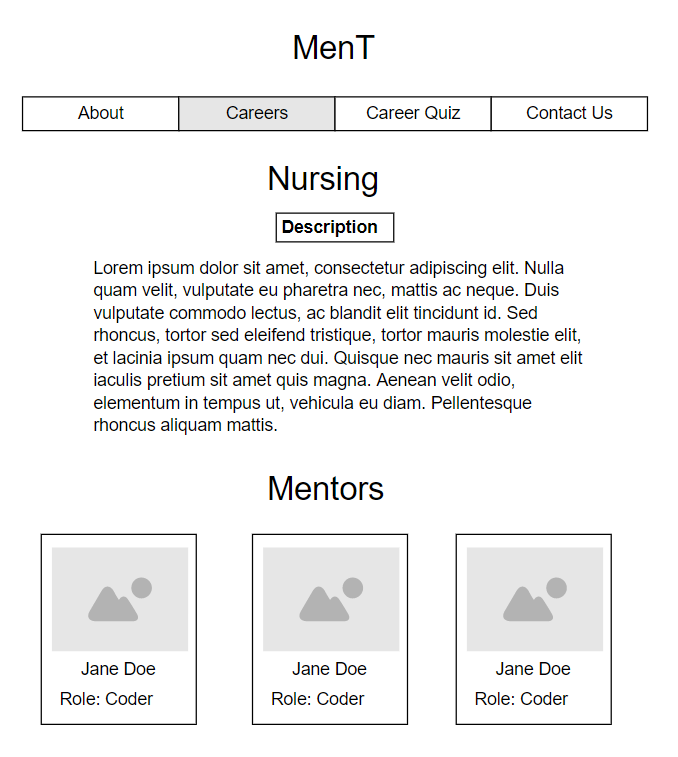 MenT
About Careers Career Quiz Contact Us
Nursing
Description
Lorem ipsum dolor sit amet, consectetur adipiscing elit. Nulla
quam velit, vulputate eu pharetra nec, mattis ac neque. Duis
vulputate commodo lectus, ac blandit elit tincidunt id. Sed
rhoncus, tortor sed eleifend tristique, tortor mauris molestie elit,
et lacinia ipsum quam nec dui. Quisque nec mauris sit amet elit
iaculis pretium sit amet quis magna. Aenean velit odio,
elementum in tempus ut, vehicula eu diam. Pellentesque
rhoncus aliquam mattis.
Mentors
Jane Doe Jane Doe Jane Doe
Role: Coder Role: Coder Role: Coder